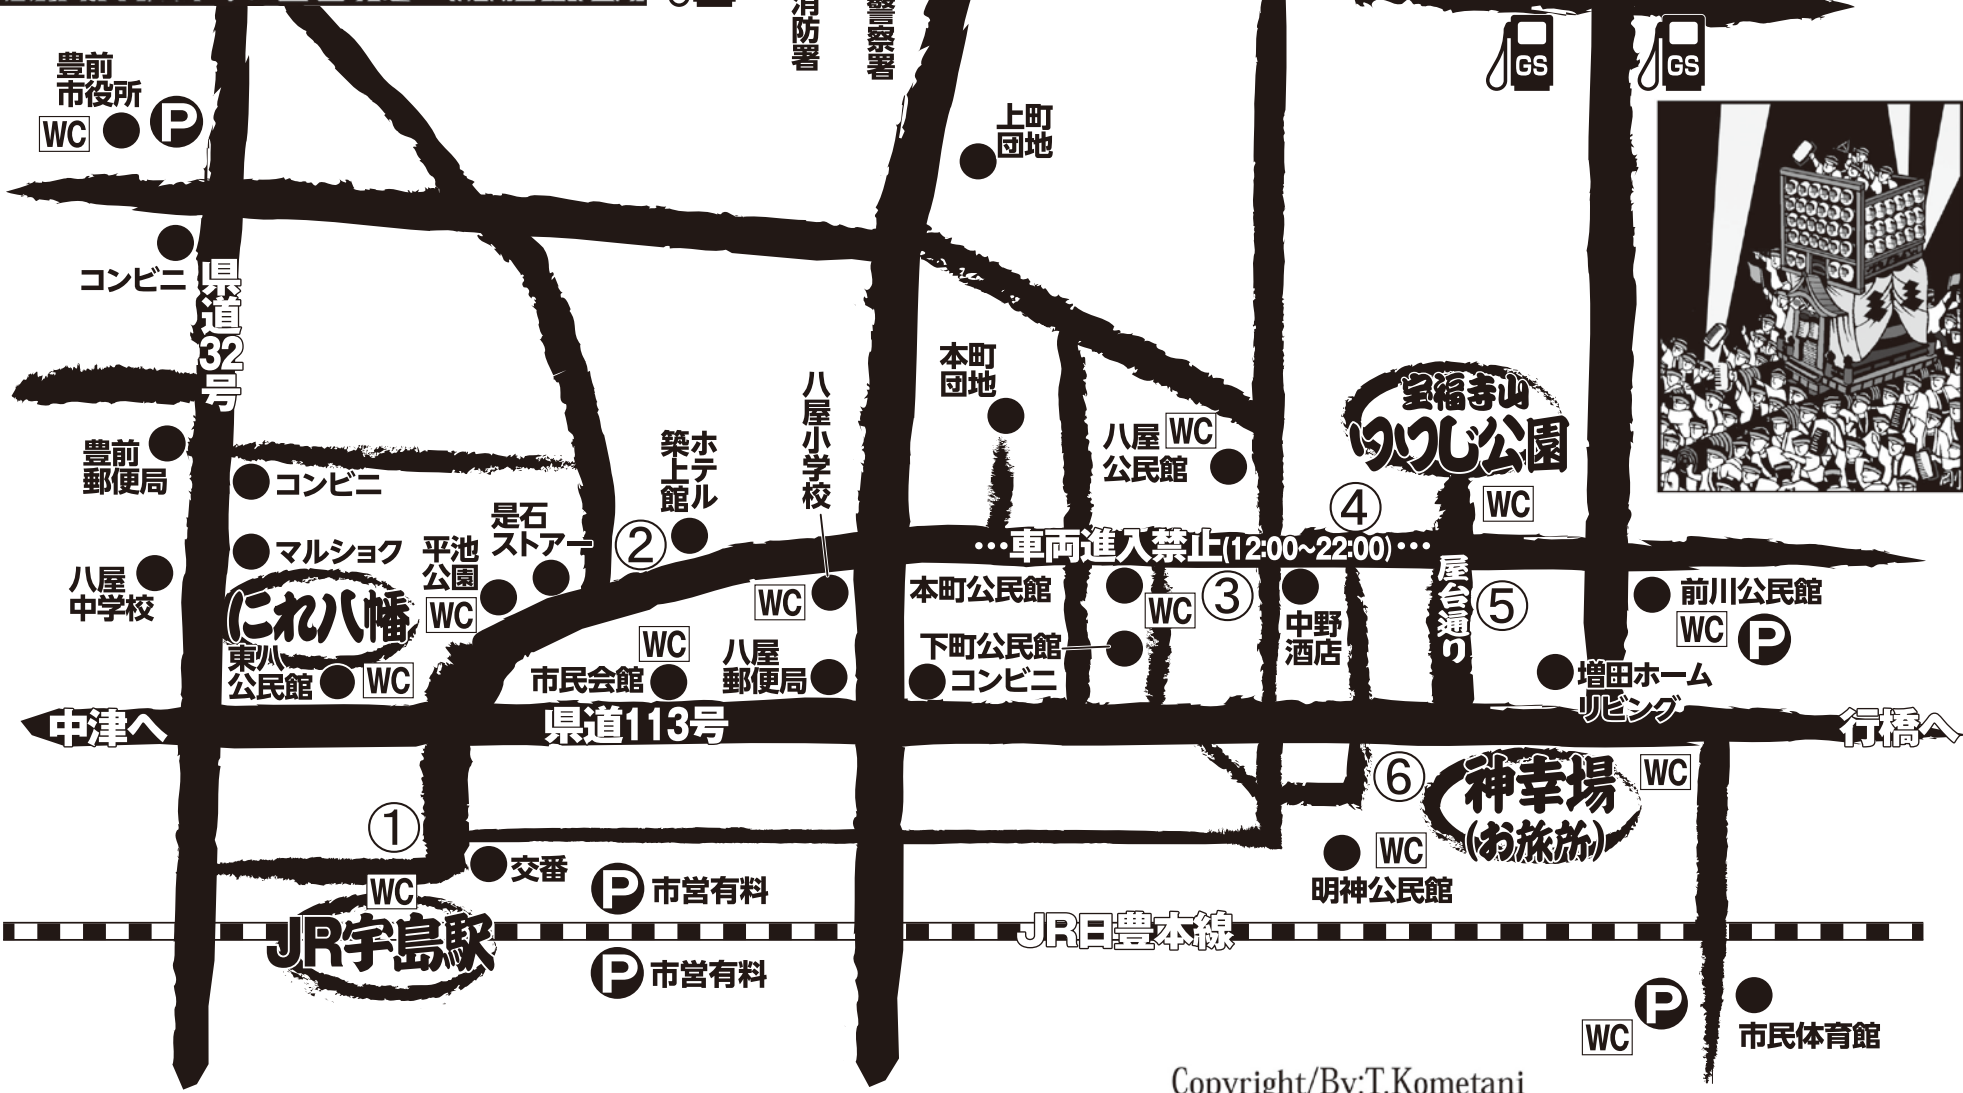 消防署
警察署
GS
GS
豊前
市役所
WC
P
上町
団地
コンビニ
県道32号
本町
団地
八屋小学校
宝福寺山
つつじ公園
WC
八屋
公民館
WC
豊前
郵便局
コンビニ
ホテル
築上館
是石
ストアー
②
④
マルショク
平池
公園
WC
…車両進入禁止(12:00~22:00)…
八屋
中学校
にれ八幡
屋台通り
本町公民館
WC
③
⑤
前川公民館
WC
P
WC
中野
酒店
下町公民館
東八
公民館
WC
市民会館
WC
八屋
郵便局
コンビニ
増田ホーム
リビング
中津へ
県道113号
行橋へ
⑥
神幸場
(お旅所)
WC
①
交番
WC
明神公民館
WC
P
市営有料
JR宇島駅
JR日豊本線
P
市営有料
P
WC
市民体育館
Copyright/By:T.Kometani